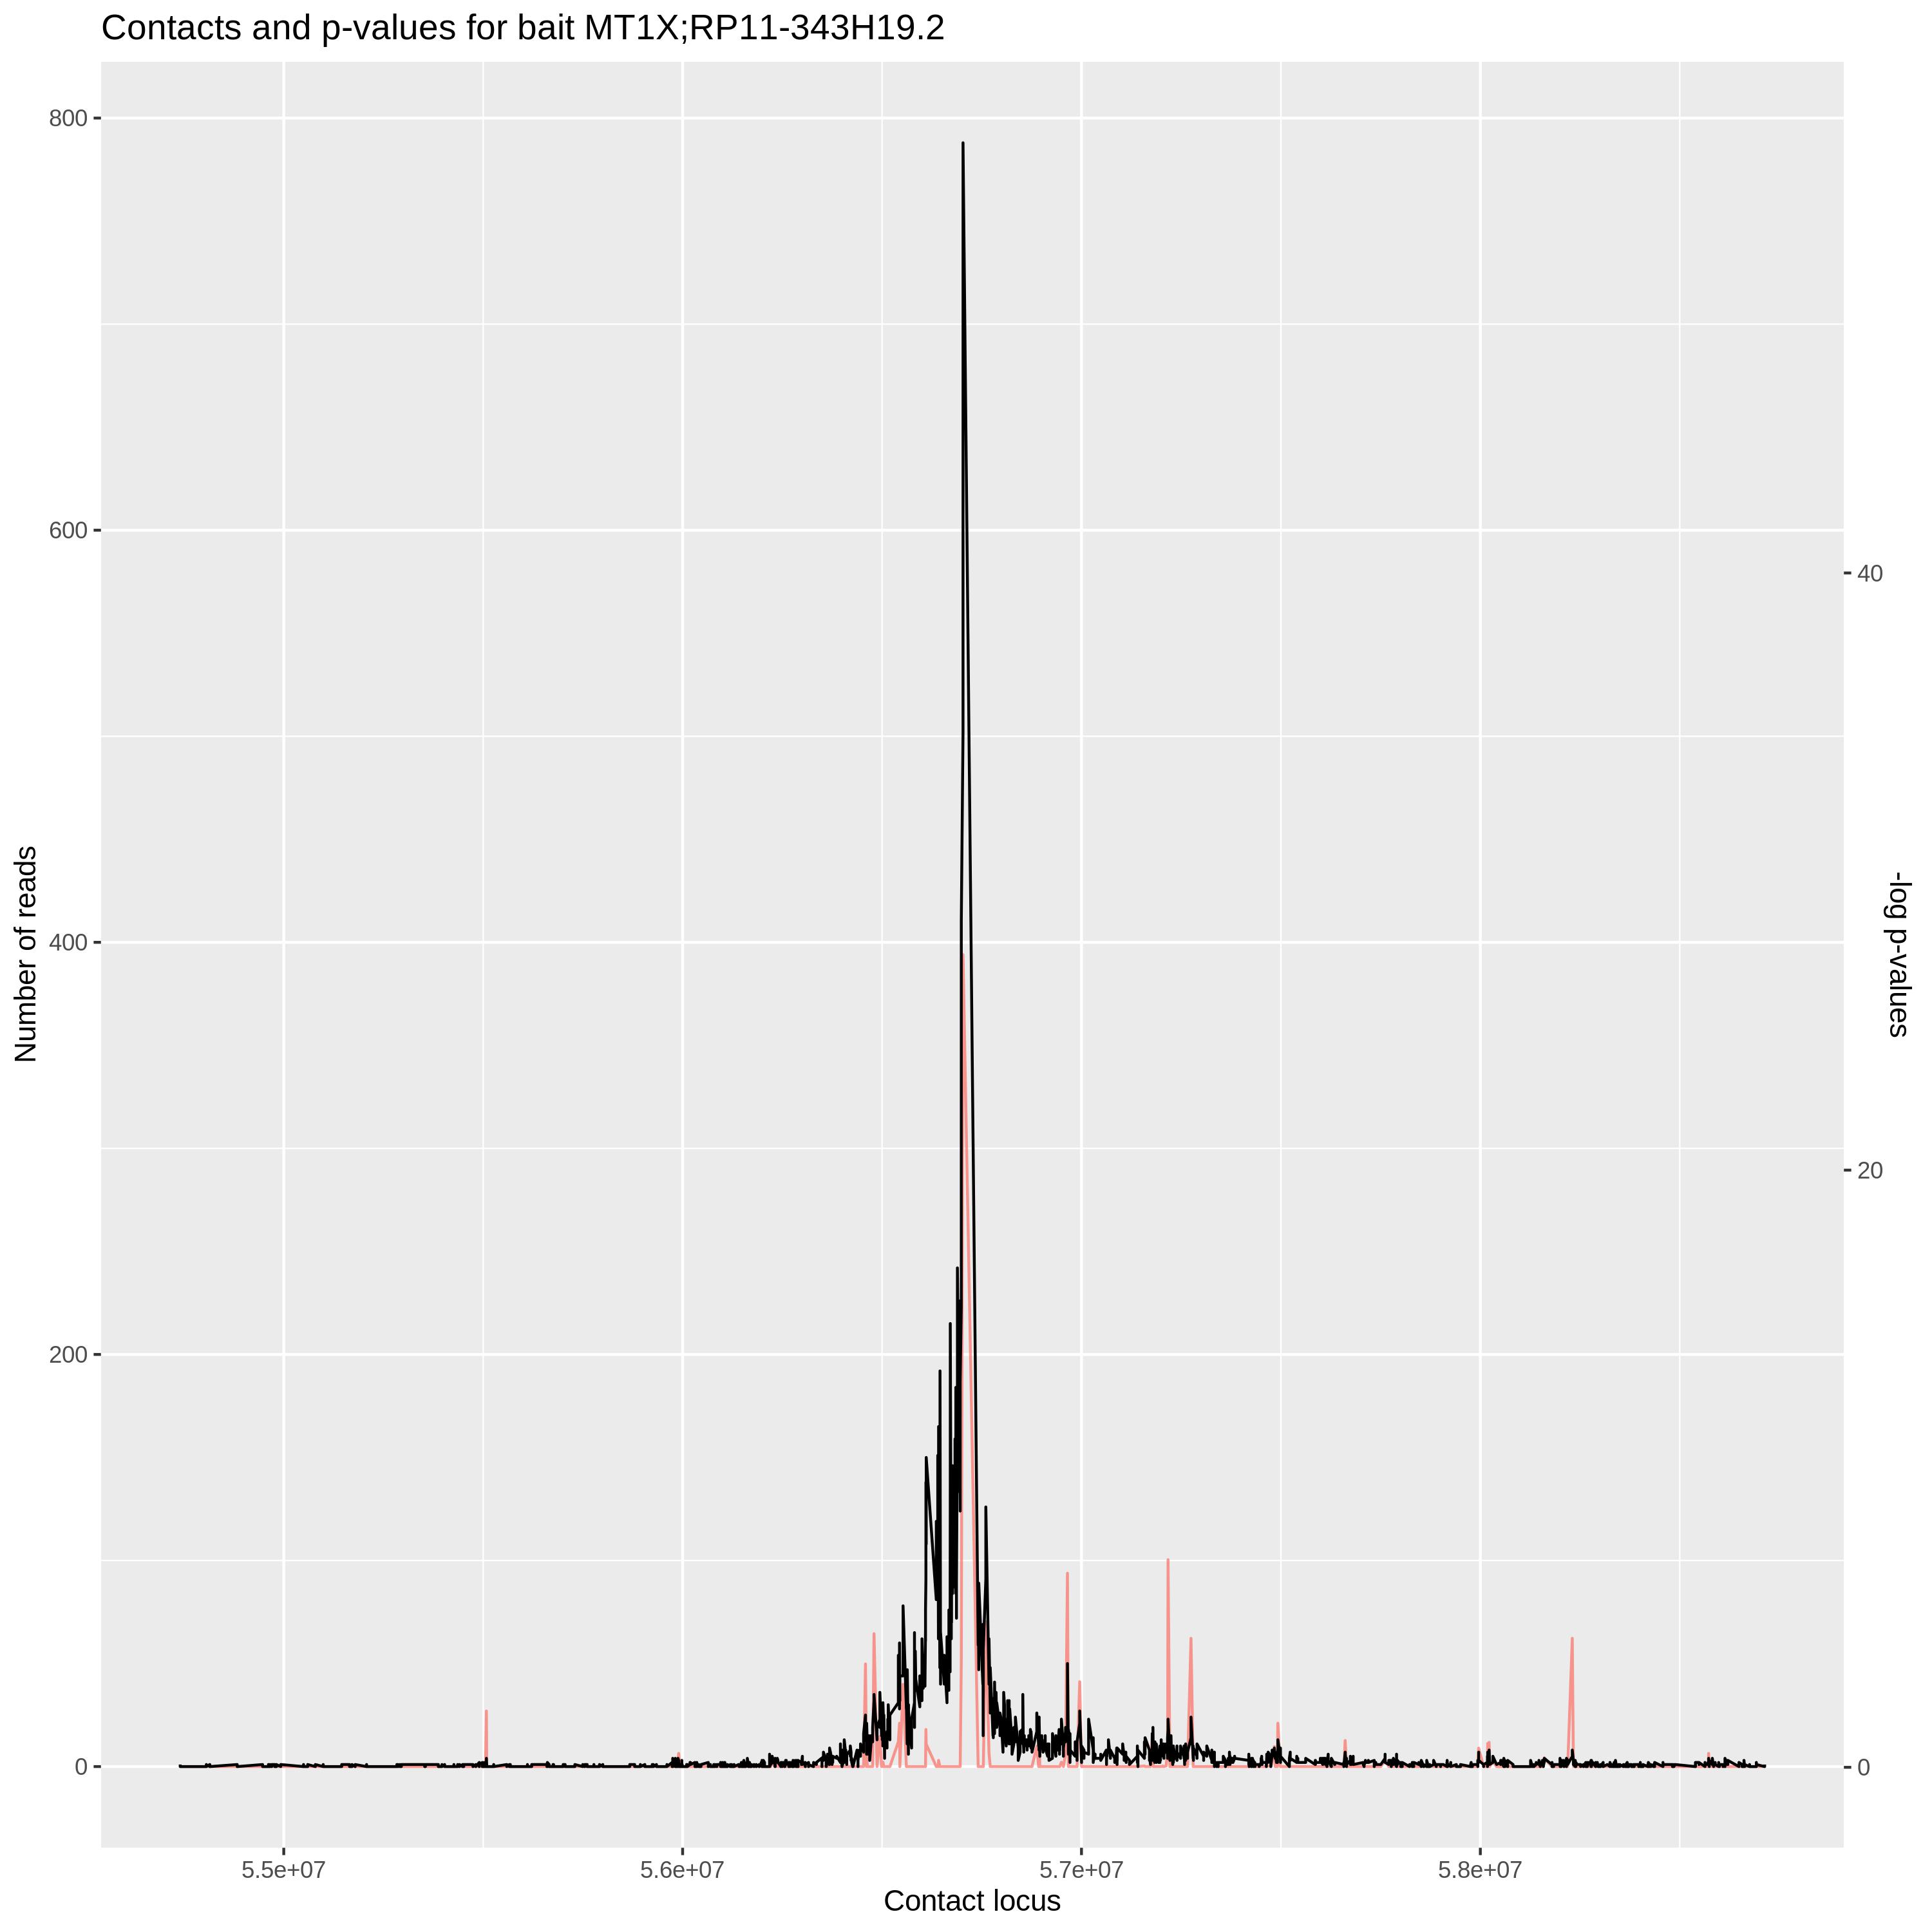 Contacts and p-values for bait MT1X;RP11-343H19.2
800
600
400
200
0
Number of reads
40
20
0
-log p-values
5.5e+07
5.6e+07
5.7e+07
5.8e+07
Contact locus